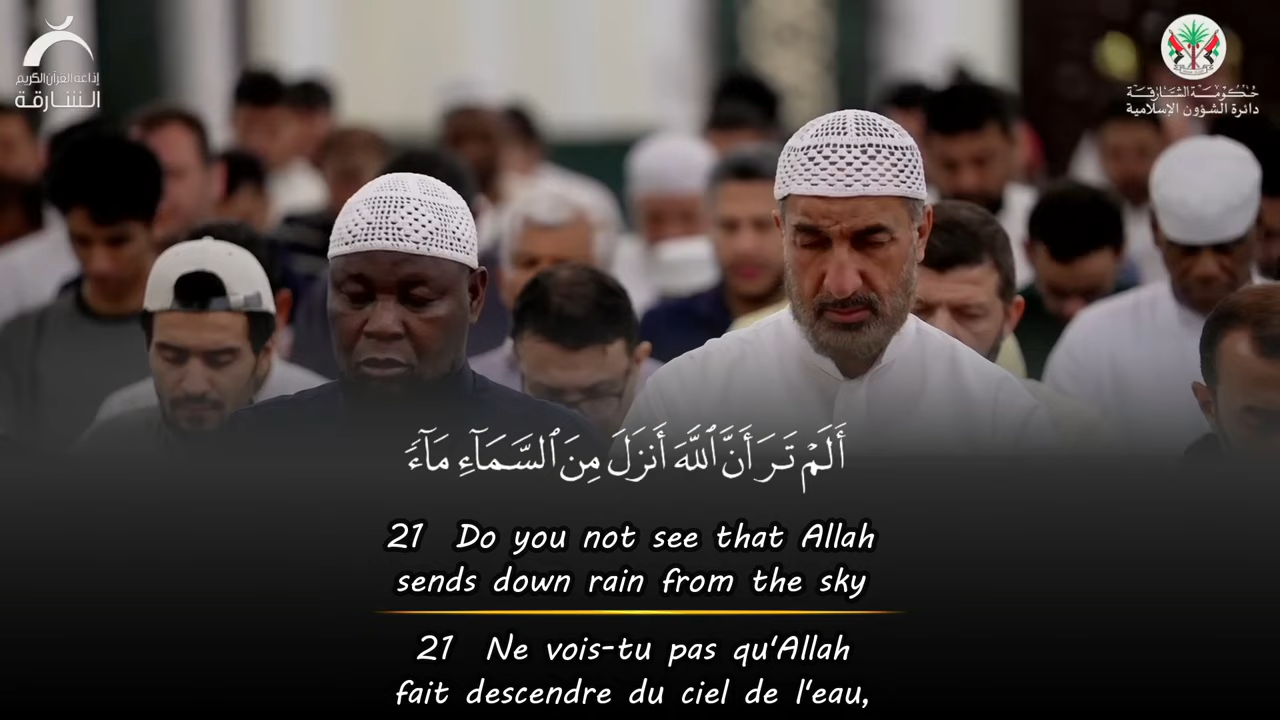 إذاعة القرآن الكريم
الشارقة
حكومة الشارقة
دائرة الشؤون الإسلامية
أَلَمْ تَرَ أَنَّ ٱللَّهَ أَنزَلَ مِنَ ٱلسَّمَآءِ مَآءً
21 Do you not see that Allah
sends down rain from the sky
21 Ne vois-tu pas qu'Allah
fait descendre du ciel de l'eau,